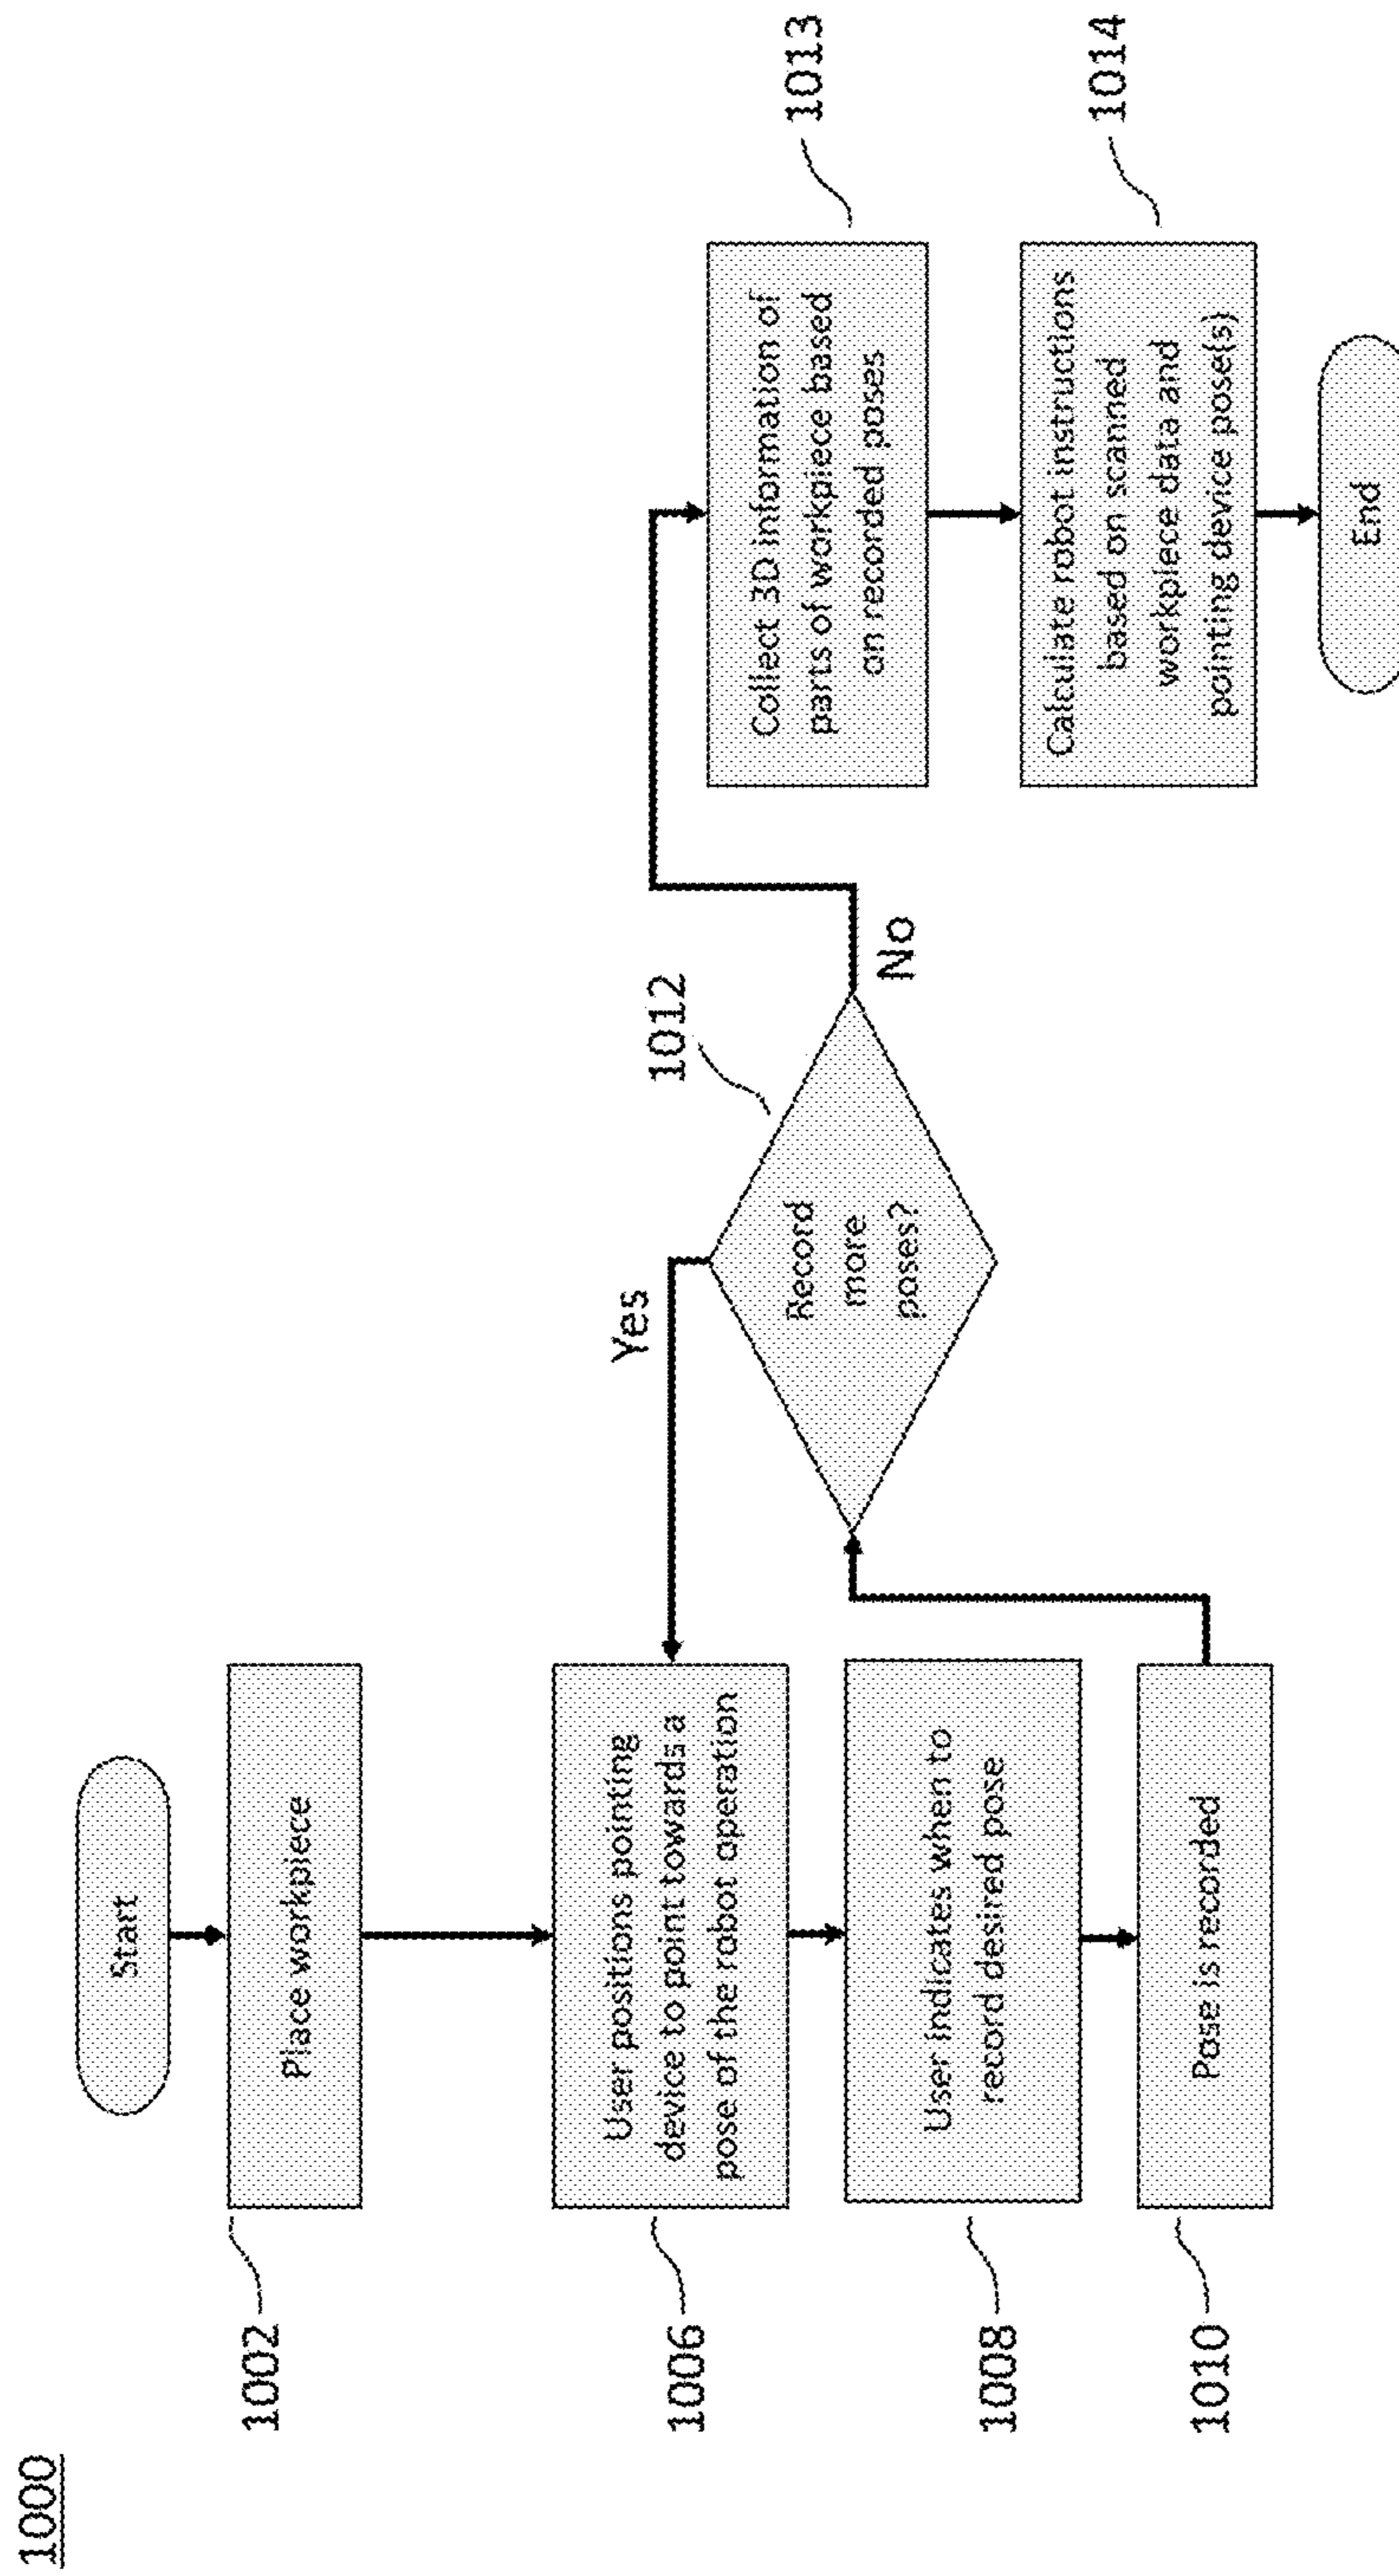 1000
Start
1002
Place workpiece
1006
User positions pointing
device to point towards a
pose of the robot operation
1008
User indicates when to
record desired pose
1010
Pose is recorded
1012
Record
more
poses?
Yes
No
1013
Collect 3D information of
parts of workpiece based
on recorded poses
1014
Calculate robot instructions
based on scanned
workpiece data and
pointing device pose(s)
End